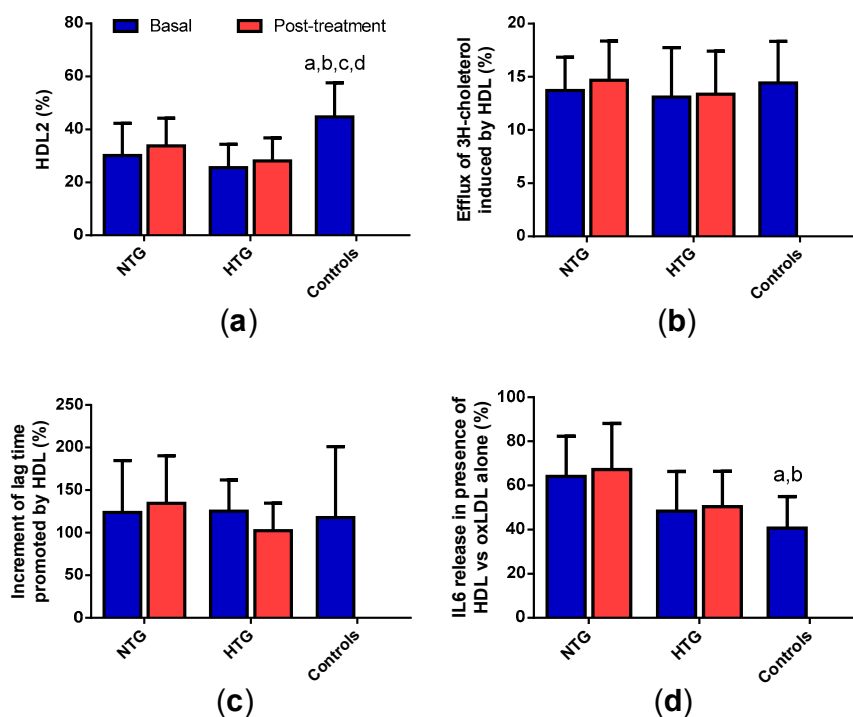 Basal
Post-treatment
a,b,c,d
HDL2 (%)
80
60
40
20
0
NTG
HTG
Controls
(a)
Efflux of 3H-choleterol
induced by HDL (%)
20
15
10
5
0
NTG
HTG
Controls
(b)
Increment of lag time
promoted by HDL (%)
250
200
150
100
50
0
NTG
HTG
Controls
(c)
IL6 release in presence of
HDL vs oxLDL alone (%)
100
80
60
40
20
0
a,b
NTG
HTG
Controls
(d)